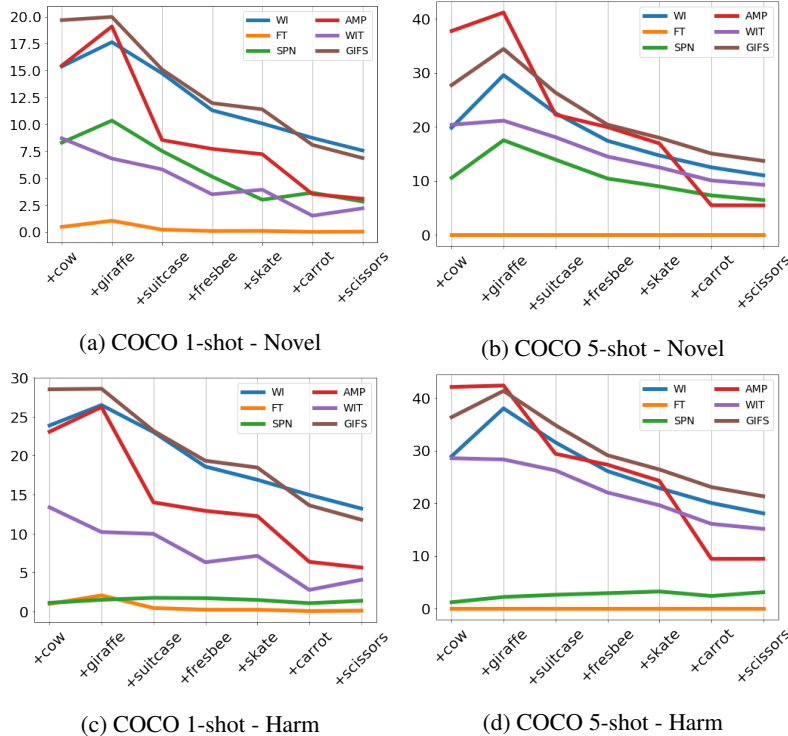 20.0
17.5
15.0
12.5
10.0
7.5
5.0
2.5
0.0
WI AMP
FT WIT
SPN GIFS
+cow +giraffe +suitcase +fresbee +skate +carrot +scissors
(a) COCO 1-shot - Novel
40
30
20
10
0
WI AMP
FT WIT
SPN GIFS
+cow +giraffe +suitcase +fresbee +skate +carrot +scissors
(b) COCO 5-shot - Novel
30
25
20
15
10
5
0
WI AMP
FT WIT
SPN GIFS
+cow +giraffe +suitcase +fresbee +skate +carrot +scissors
(c) COCO 1-shot - Harm
40
30
20
10
0
WI AMP
FT WIT
SPN GIFS
+cow +giraffe +suitcase +fresbee +skate +carrot +scissors
(d) COCO 5-shot - Harm